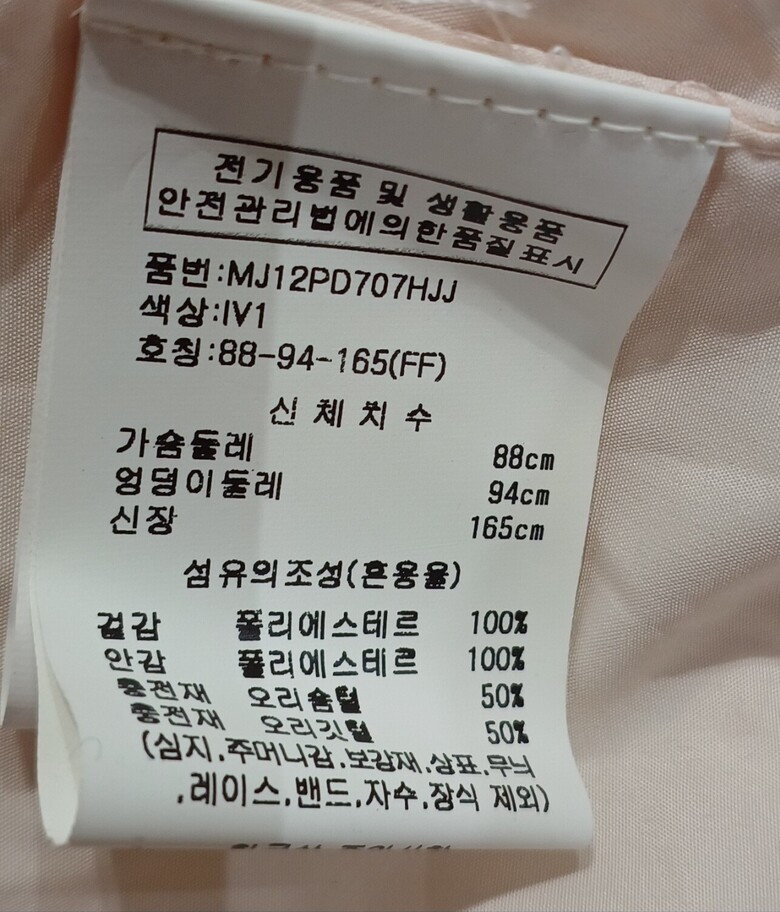 전기용품 및 생활용품
안전관리법에의한품질표시
품번:MJ12PD707HJJ
색상:IV1
호칭:88-94-165(FF)
신 체 치 수
가슴둘레 88cm
엉덩이둘레 94cm
신장 165cm
섬유의조성(혼용율)
겉감 폴리에스테르 100%
안감 폴리에스테르 100%
충전재 오리솜털 50%
충전재 오리깃털 50%
(심지,주머니감,보강재,상표,무늬
,레이스,밴드,자수,장식 제외)